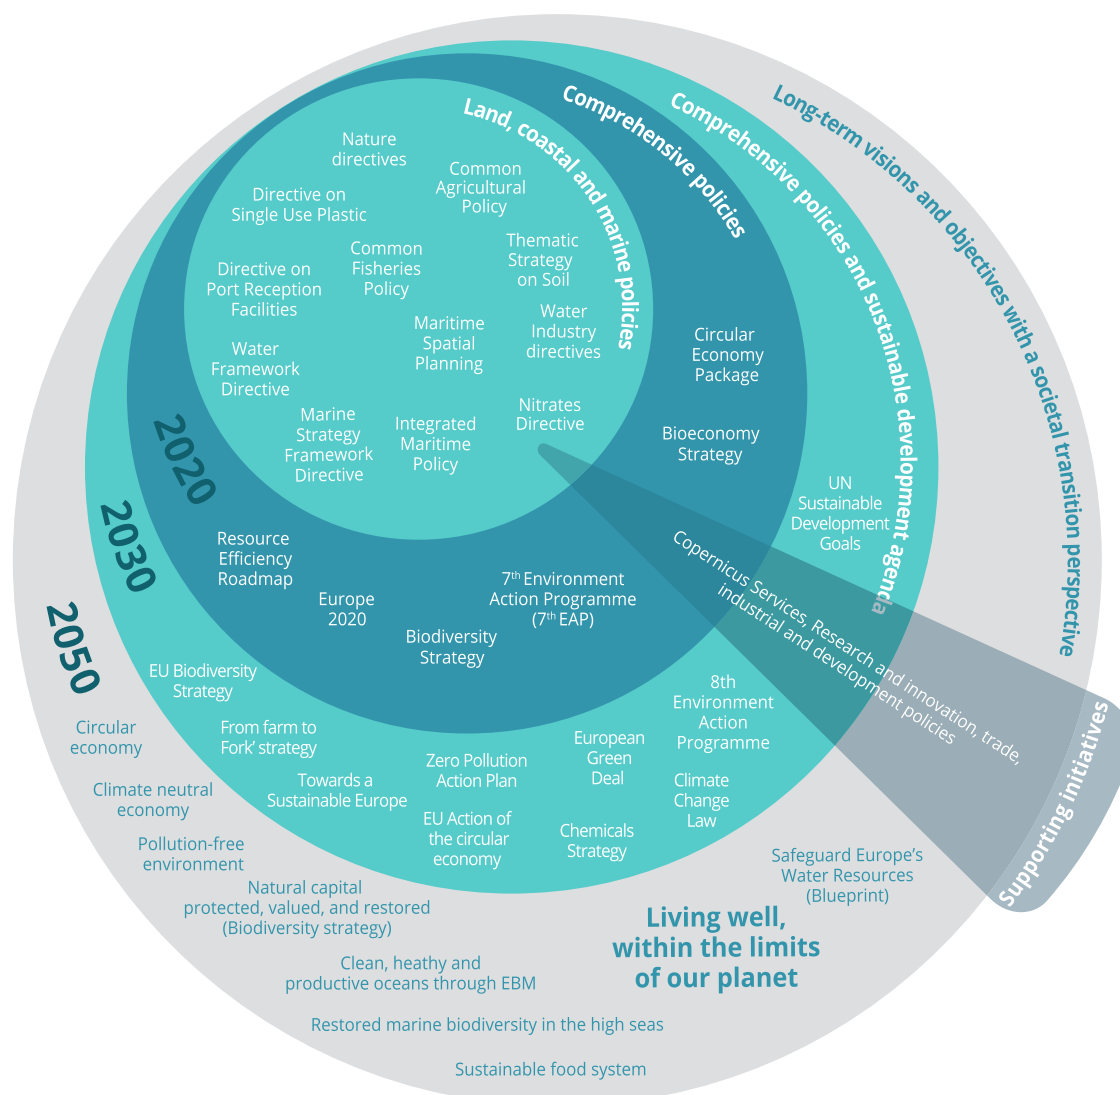 Land, coastal and marine policies
Nature
directives
Common
Agricultural
Policy
Directive on
Single Use Plastic
Common
Fisheries
Policy
Thematic
Strategy
on Soil
Directive on
Port Reception
Facilities
Maritime
Spatial
Planning
Water
Industry
directives
Water
Framework
Directive
Marine
Strategy
Framework
Directive
Integrated
Maritime
Policy
Nitrates
Directive
Comprehensive policies
Circular
Economy
Package
Bioeconomy
Strategy
2020
Resource
Efficiency
Roadmap
Europe
2020
Biodiversity
Strategy
7th Environment
Action Programme
(7th EAP)
Comprehensive policies and sustainable development agenda
UN
Sustainable
Development
Goals
2030
EU Biodiversity
Strategy
From farm to
Fork’ strategy
Towards a
Sustainable Europe
Zero Pollution
Action Plan
EU Action of
the circular
economy
European
Green
Deal
Chemicals
Strategy
8th
Environment
Action
Programme
Climate
Change
Law
Long-term visions and objectives with a societal transition perspective
2050
Circular
economy
Climate neutral
economy
Pollution-free
environment
Natural capital
protected, valued, and restored
(Biodiversity strategy)
Clean, heathy and
productive oceans through EBM
Restored marine biodiversity in the high seas
Sustainable food system
Living well,
within the limits
of our planet
Safeguard Europe’s
Water Resources
(Blueprint)
Copernicus Services, Research and innovation, trade,
industrial and development policies
Supporting initiatives